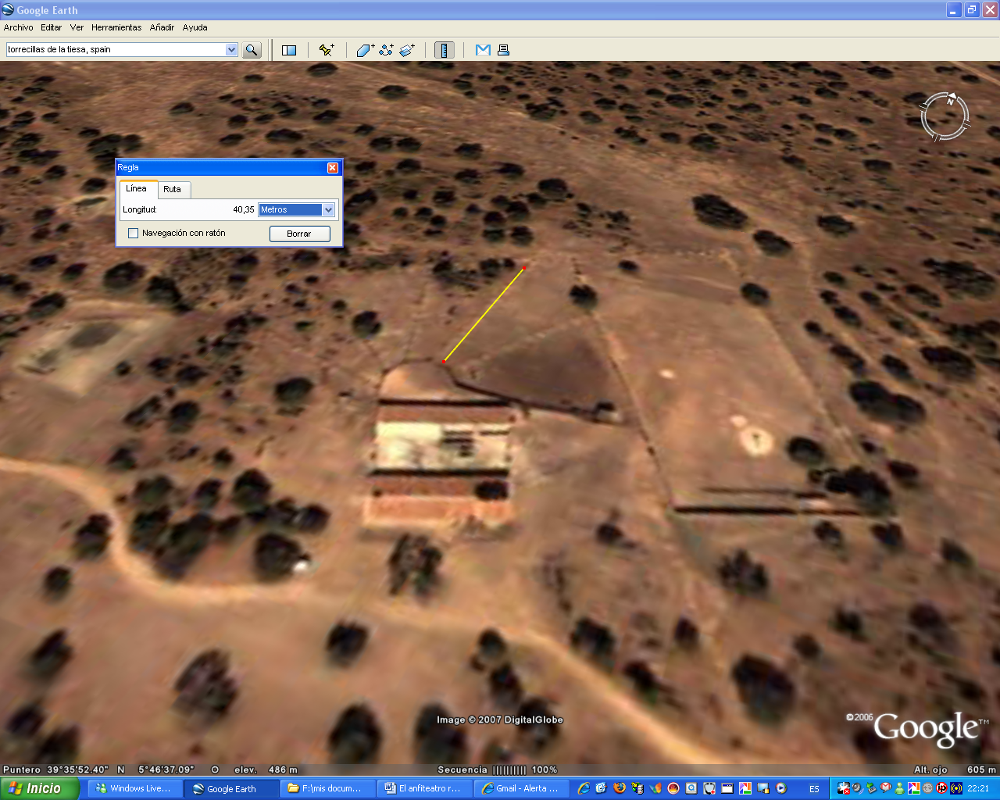 Google Earth
Archivo Editar Ver Herramientas Añadir Ayuda
torrecillas de la tiesa, spain
N
Regla
Línea Ruta
Longitud: 40,35 Metros
Navegación con ratón Borrar
Image © 2007 DigitalGlobe
©2006 Google™
Puntero 39°35'52.40" N 5°46'37.09" O elev. 486 m Secuencia |||||||||| 100% Alt. ojo 605 m
Inicio Windows Live... Google Earth F:\mis docum... El anfiteatro r... Gmail - Alerta ... ES 22:21